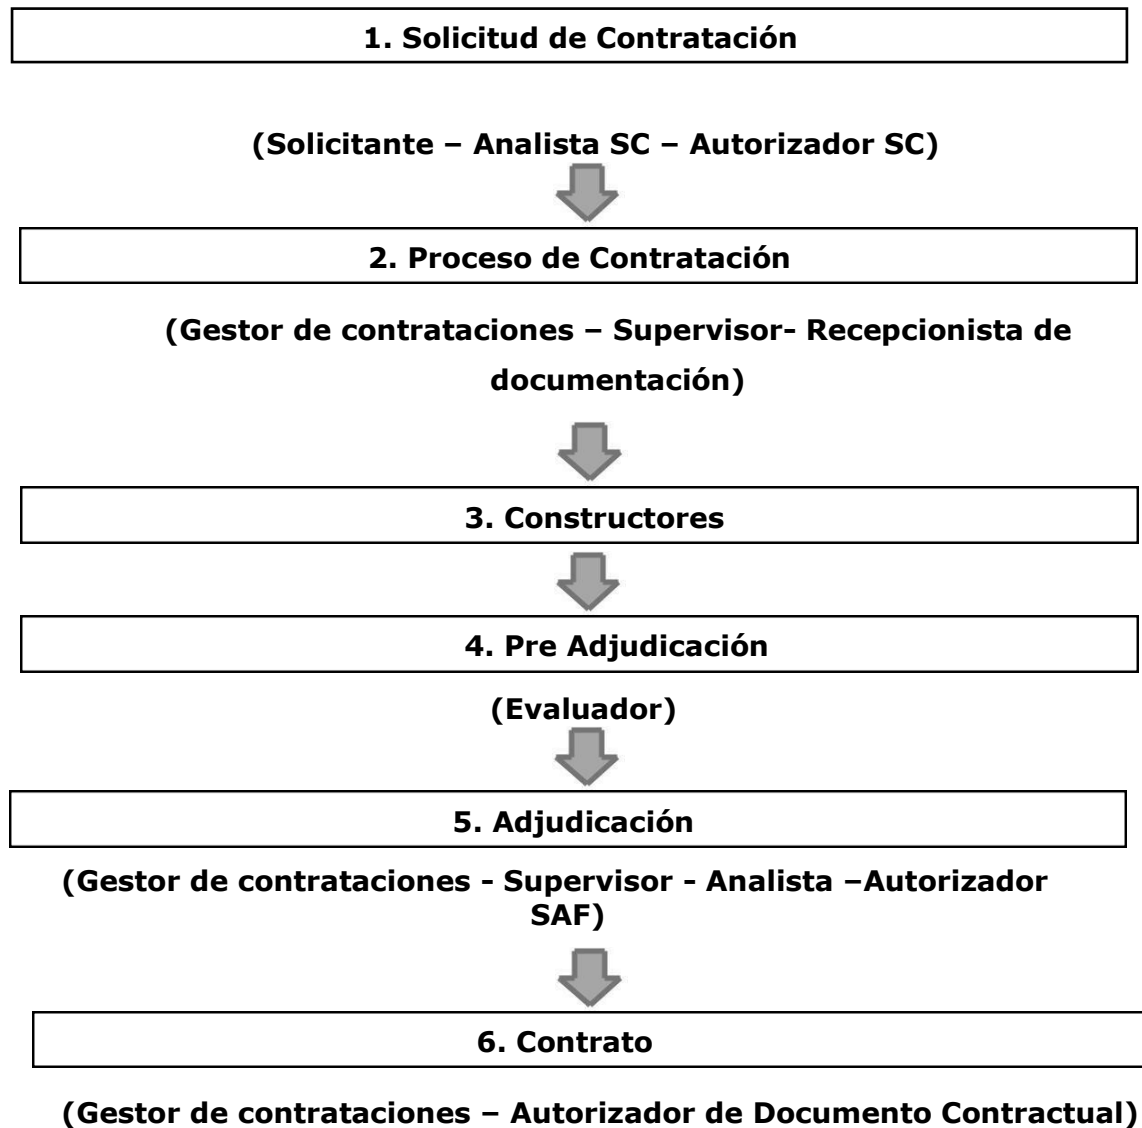 1. Solicitud de Contratación
(Solicitante – Analista SC – Autorizador SC)
2. Proceso de Contratación
(Gestor de contrataciones – Supervisor- Recepcionista de
documentación)
3. Constructores
4. Pre Adjudicación
(Evaluador)
5. Adjudicación
(Gestor de contrataciones - Supervisor - Analista –Autorizador
SAF)
6. Contrato
(Gestor de contrataciones – Autorizador de Documento Contractual)